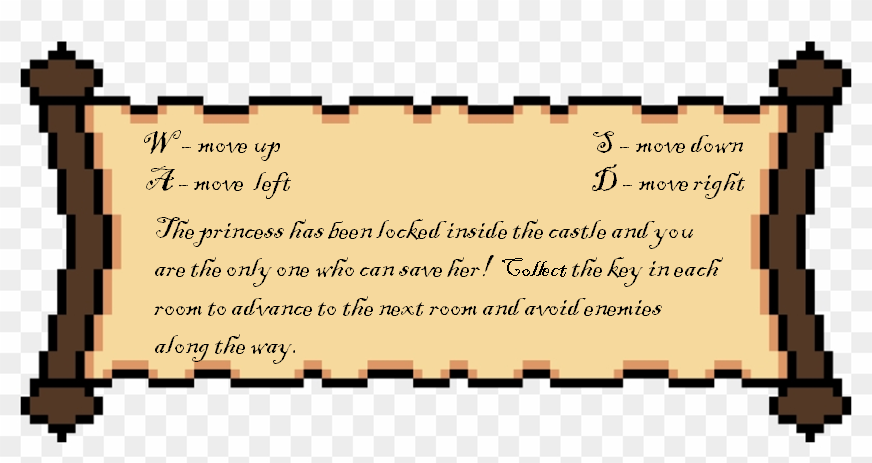 W - move up
S - move down
A - move left
D - move right
The princess has been locked inside the castle and you
are the only one who can save her! Collect the key in each
room to advance to the next room and avoid enemies
along the way.